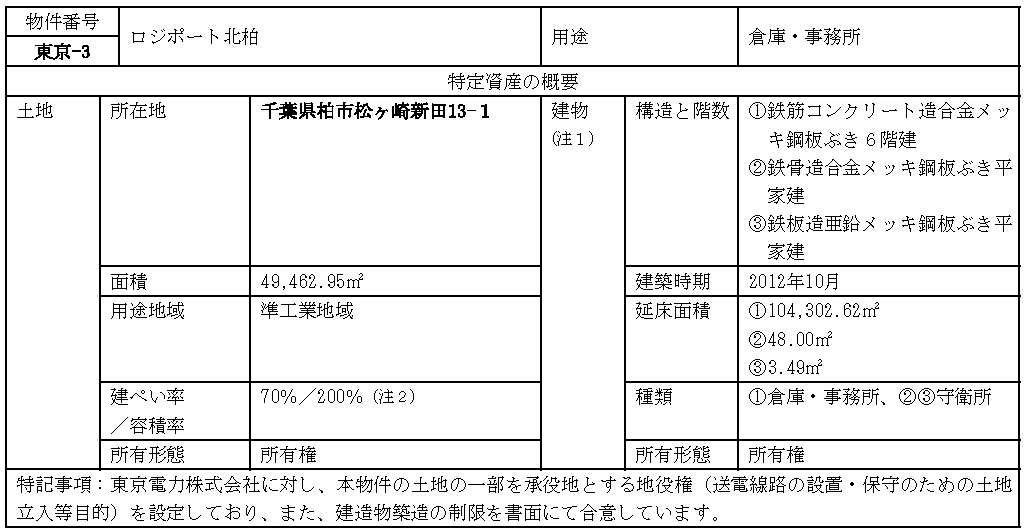 物件番号
東京-3
ロジポート北柏
用途
倉庫・事務所
特定資産の概要
土地
所在地
千葉県柏市松ヶ崎新田13-1
建物
(注1)
構造と階数
①鉄筋コンクリート造合金メッ
キ鋼板ぶき6階建
②鉄骨造合金メッキ鋼板ぶき平
家建
③鉄板造亜鉛メッキ鋼板ぶき平
家建
面積
49,462.95㎡
建築時期
2012年10月
用途地域
準工業地域
延床面積
①104,302.62㎡
②48.00㎡
③3.49㎡
建ぺい率
/容積率
70%/200%(注2)
種類
①倉庫・事務所、②③守衛所
所有形態
所有権
所有形態
所有権
特記事項:東京電力株式会社に対し、本物件の土地の一部を承役地とする地役権(送電線路の設置・保守のための土地
立入等目的)を設定しており、また、建造物築造の制限を書面にて合意しています。